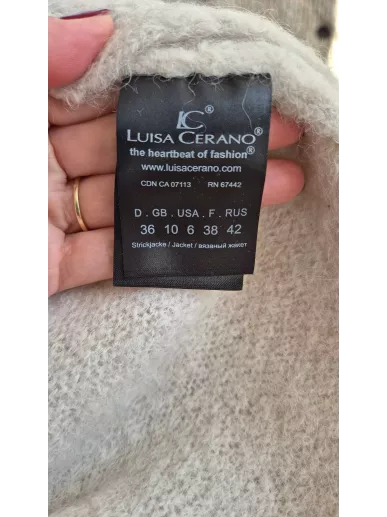 LC®
LUISA CERANO®
the heartbeat of fashion®
www.luisacerano.com
CDN CA 07113 RN 67442
D . GB . USA . F . RUS
36 10 6 38 42
Strickjacke / Jacket / вязаный жакет